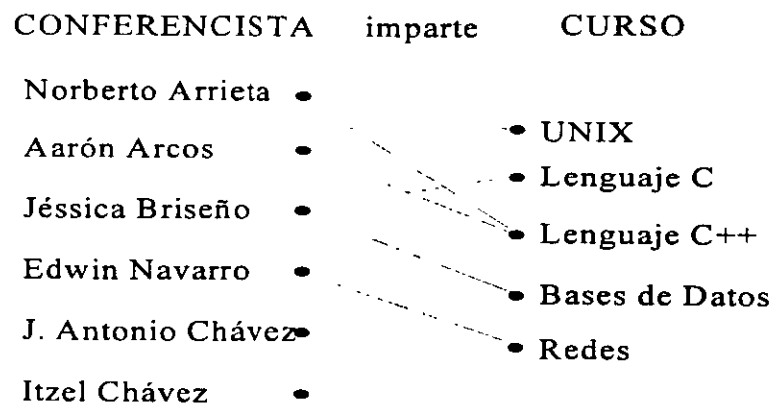 CONFERENCISTA imparte CURSO
Norberto Arrieta
UNIX
Aarón Arcos
Lenguaje C
Jéssica Briseño
Lenguaje C++
Edwin Navarro
Bases de Datos
J. Antonio Chávez
Redes
Itzel Chávez